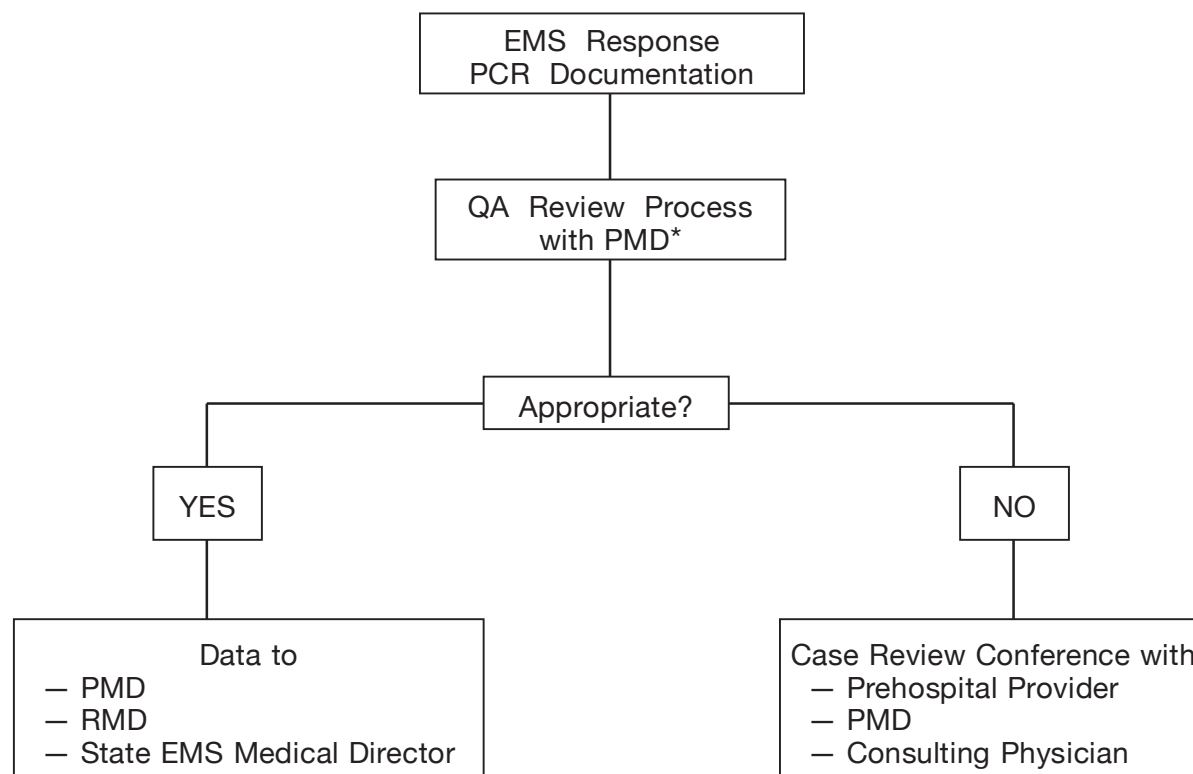 EMS Response
PCR Documentation
QA Review Process
with PMD*
Appropriate?
YES
NO
Data to
— PMD
— RMD
— State EMS Medical Director
Case Review Conference with
— Prehospital Provider
— PMD
— Consulting Physician